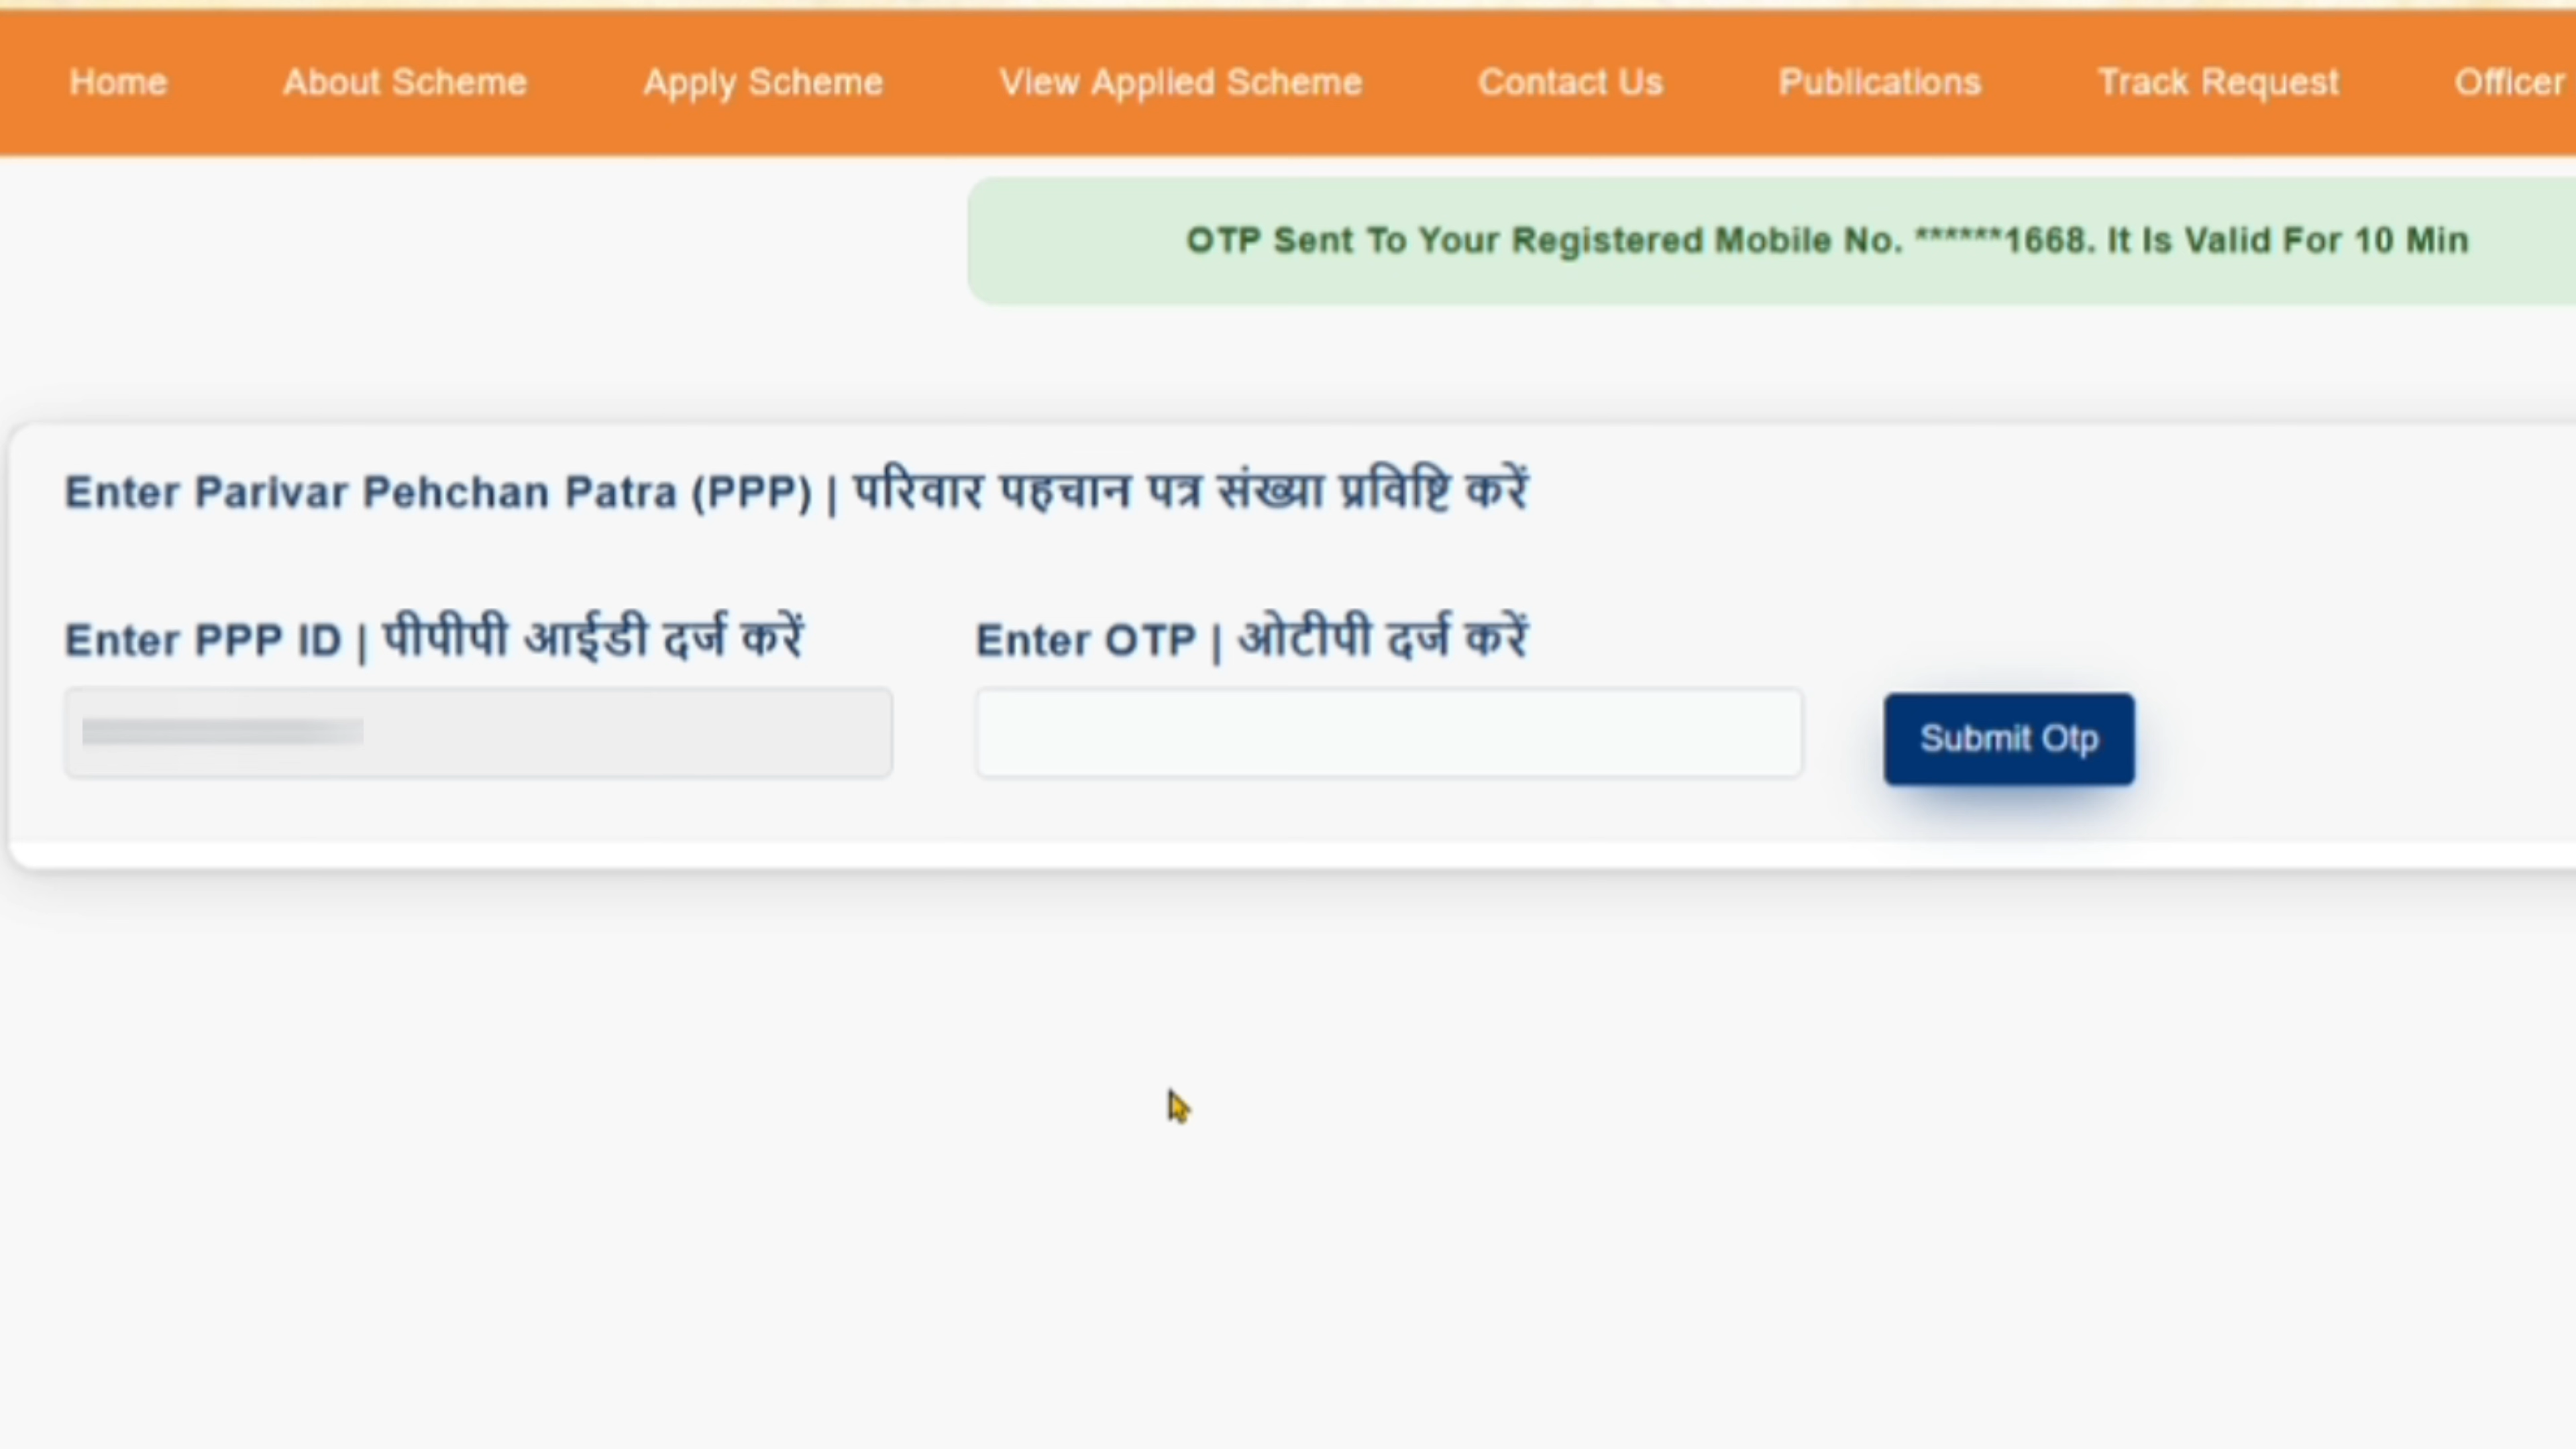 Home About Scheme Apply Scheme View Applied Scheme Contact Us Publications Track Request Officer
OTP Sent To Your Registered Mobile No. ******1668. It Is Valid For 10 Min
Enter Parivar Pehchan Patra (PPP) | परिवार पहचान पत्र संख्या प्रविष्टि करें
Enter PPP ID | पीपीपी आईडी दर्ज करें
Enter OTP | ओटीपी दर्ज करें
Submit Otp